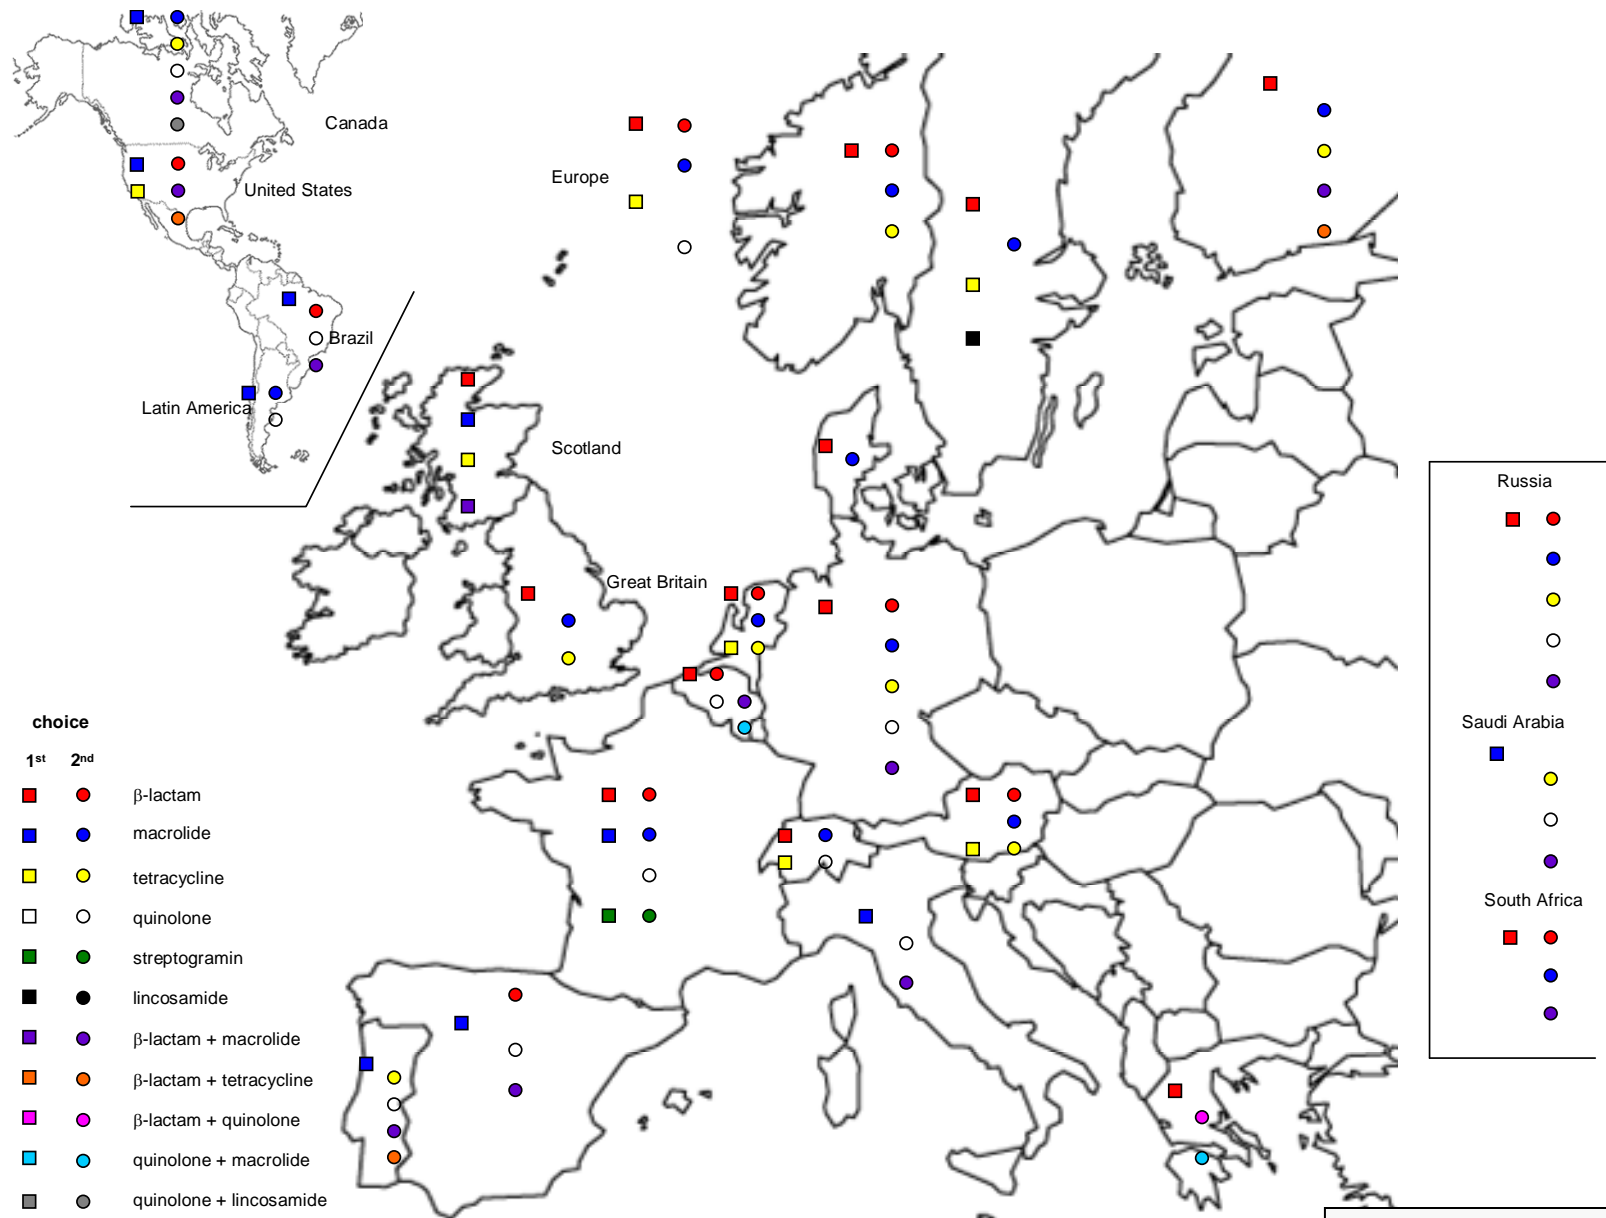 Canada
United States
Brazil
Latin America
Europe
Scotland
Great Britain
Russia
Saudi Arabia
South Africa
choice
1st 2nd
β-lactam
macrolide
tetracycline
quinolone
streptogramin
lincosamide
β-lactam + macrolide
β-lactam + tetracycline
β-lactam + quinolone
quinolone + macrolide
quinolone + lincosamide